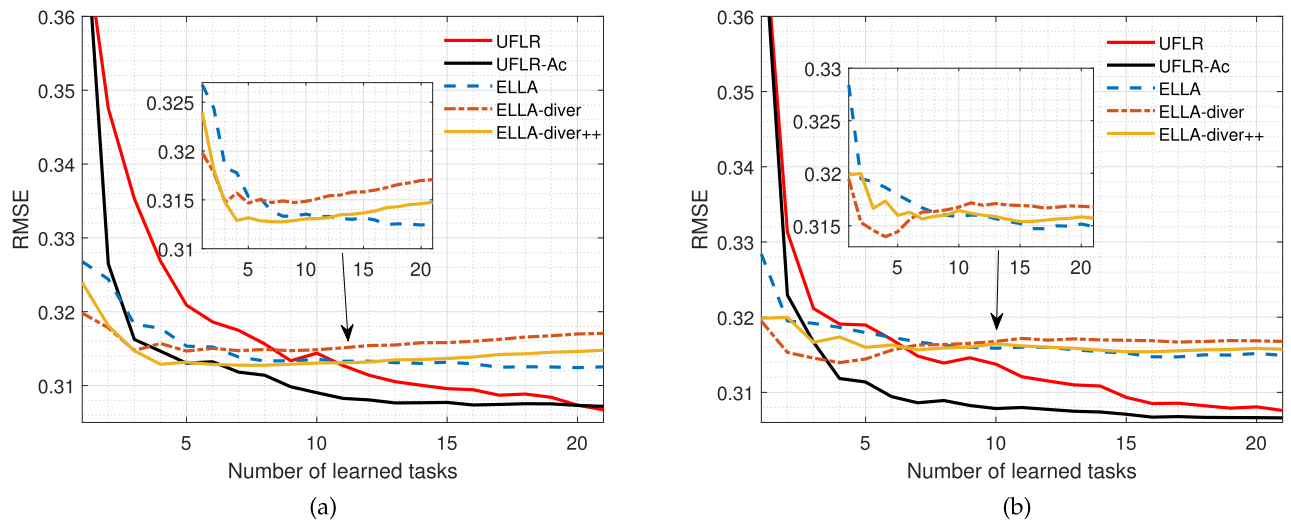 0.36
0.35
0.34
0.33
0.32
0.31
RMSE
5
10
15
20
Number of learned tasks
UFLR
UFLR-Ac
ELLA
ELLA-diver
ELLA-diver++
0.325
0.32
0.315
0.31
5
10
15
20
(a)
0.36
0.35
0.34
0.33
0.32
0.31
RMSE
5
10
15
20
Number of learned tasks
UFLR
UFLR-Ac
ELLA
ELLA-diver
ELLA-diver++
0.33
0.325
0.32
0.315
5
10
15
20
(b)